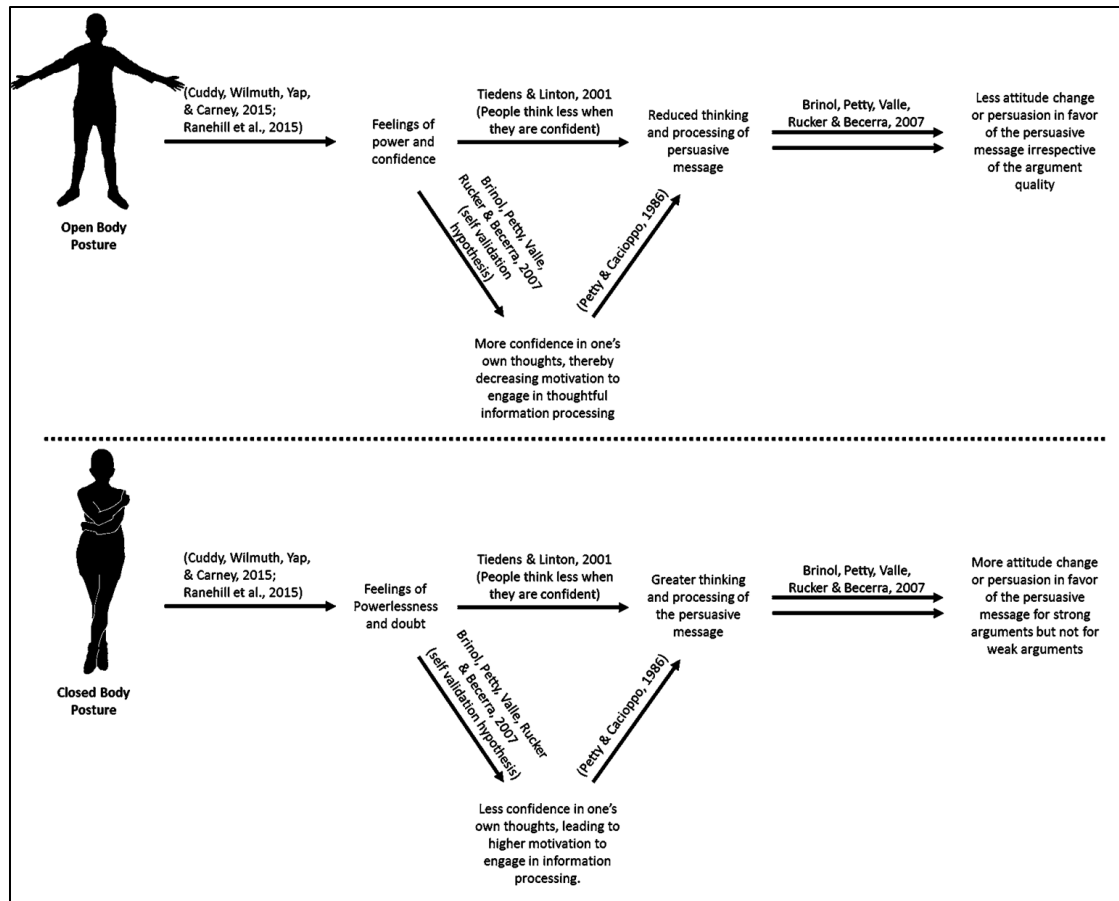 Open Body
Posture
(Cuddy, Wilmuth, Yap,
& Carney, 2015;
Ranehill et al., 2015)
Feelings of
power and
confidence
Tiedens & Linton, 2001
(People think less when
they are confident)
Brinol, Petty, Valle,
Rucker & Becerra, 2007
(self validation
hypothesis)
More confidence in one's
own thoughts, thereby
decreasing motivation to
engage in thoughtful
information processing
(Petty & Cacioppo, 1986)
Reduced thinking
and processing of
persuasive
message
Brinol, Petty, Valle,
Rucker & Becerra, 2007
Less attitude change
or persuasion in favor
of the persuasive
message irrespective
of the argument
quality
Closed Body
Posture
(Cuddy, Wilmuth, Yap,
& Carney, 2015;
Ranehill et al., 2015)
Feelings of
Powerlessness
and doubt
Tiedens & Linton, 2001
(People think less when
they are confident)
Brinol, Petty, Valle, Rucker
& Becerra, 2007
(self validation hypothesis)
Less confidence in one's
own thoughts, leading to
higher motivation to
engage in information
processing.
(Petty & Cacioppo, 1986)
Greater thinking
and processing of
the persuasive
message
Brinol, Petty, Valle,
Rucker & Becerra, 2007
More attitude change
or persuasion in favor
of the persuasive
message for strong
arguments but not for
weak arguments